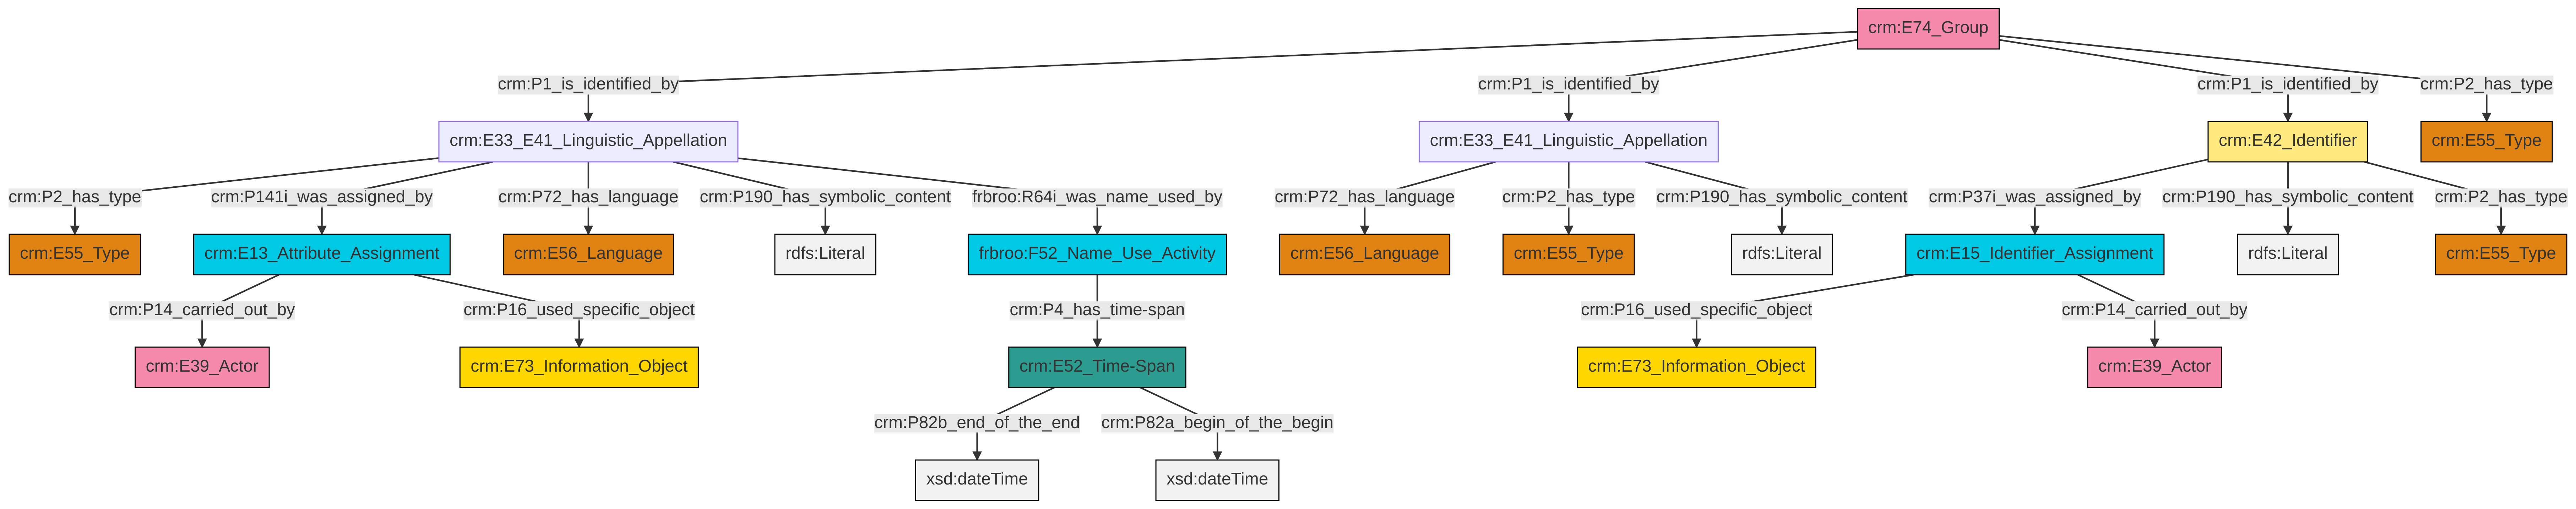 crm:E74_Group
crm:P1_is_identified_by
crm:P1_is_identified_by
crm:P1_is_identified_by
crm:P2_has_type
crm:E33_E41_Linguistic_Appellation
crm:E33_E41_Linguistic_Appellation
crm:E42_Identifier
crm:E55_Type
crm:P2_has_type
crm:P141i_was_assigned_by
crm:P72_has_language
crm:P190_has_symbolic_content
frbroo:R64i_was_name_used_by
crm:P72_has_language
crm:P2_has_type
crm:P190_has_symbolic_content
crm:P37i_was_assigned_by
crm:P190_has_symbolic_content
crm:P2_has_type
crm:E55_Type
crm:E13_Attribute_Assignment
crm:E56_Language
rdfs:Literal
frbroo:F52_Name_Use_Activity
crm:E56_Language
crm:E55_Type
rdfs:Literal
crm:E15_Identifier_Assignment
rdfs:Literal
crm:E55_Type
crm:P14_carried_out_by
crm:P16_used_specific_object
crm:P4_has_time-span
crm:P16_used_specific_object
crm:P14_carried_out_by
crm:E39_Actor
crm:E73_Information_Object
crm:E52_Time-Span
crm:E73_Information_Object
crm:E39_Actor
crm:P82b_end_of_the_end
crm:P82a_begin_of_the_begin
xsd:dateTime
xsd:dateTime